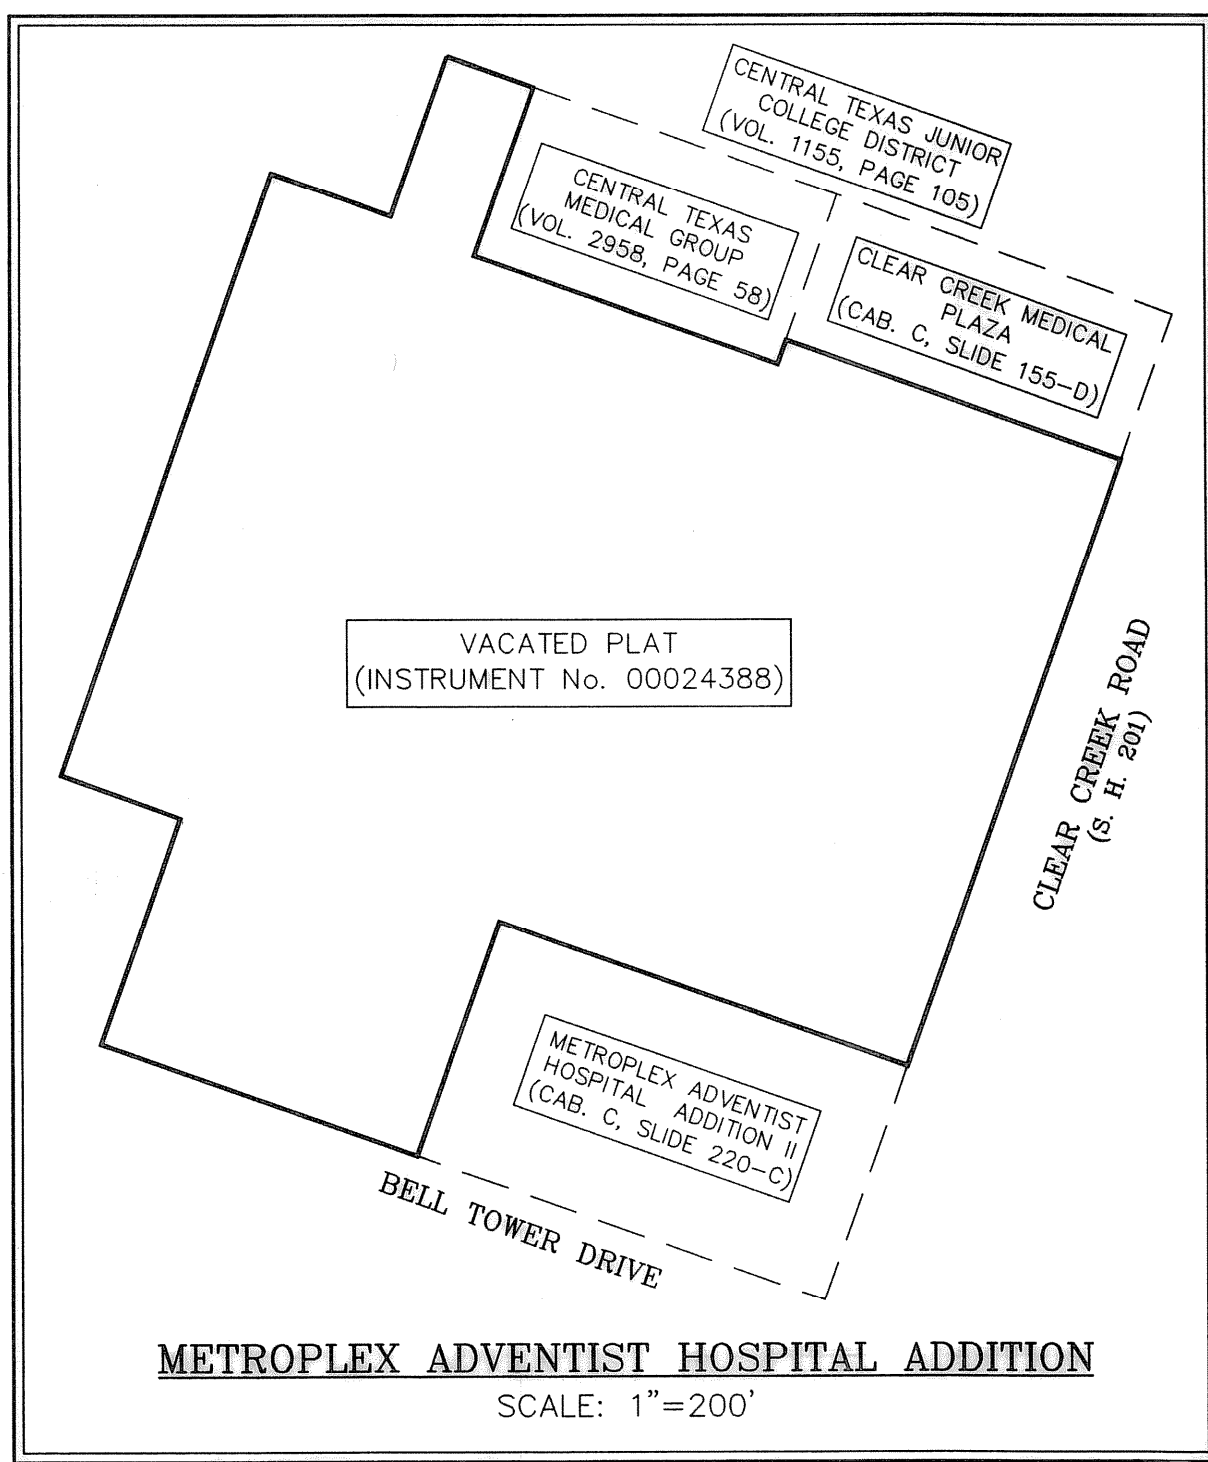 CENTRAL TEXAS JUNIOR
COLLEGE DISTRICT
(VOL. 1155, PAGE 105)
CENTRAL TEXAS
MEDICAL GROUP
(VOL. 2958, PAGE 58)
CLEAR CREEK MEDICAL
PLAZA
(CAB. C, SLIDE 155-D)
VACATED PLAT
(INSTRUMENT No. 00024388)
CLEAR CREEK ROAD
(S. H. 201)
METROPLEX ADVENTIST
HOSPITAL ADDITION II
(CAB. C, SLIDE 220-C)
BELL TOWER DRIVE
METROPLEX ADVENTIST HOSPITAL ADDITION
SCALE: 1"=200'